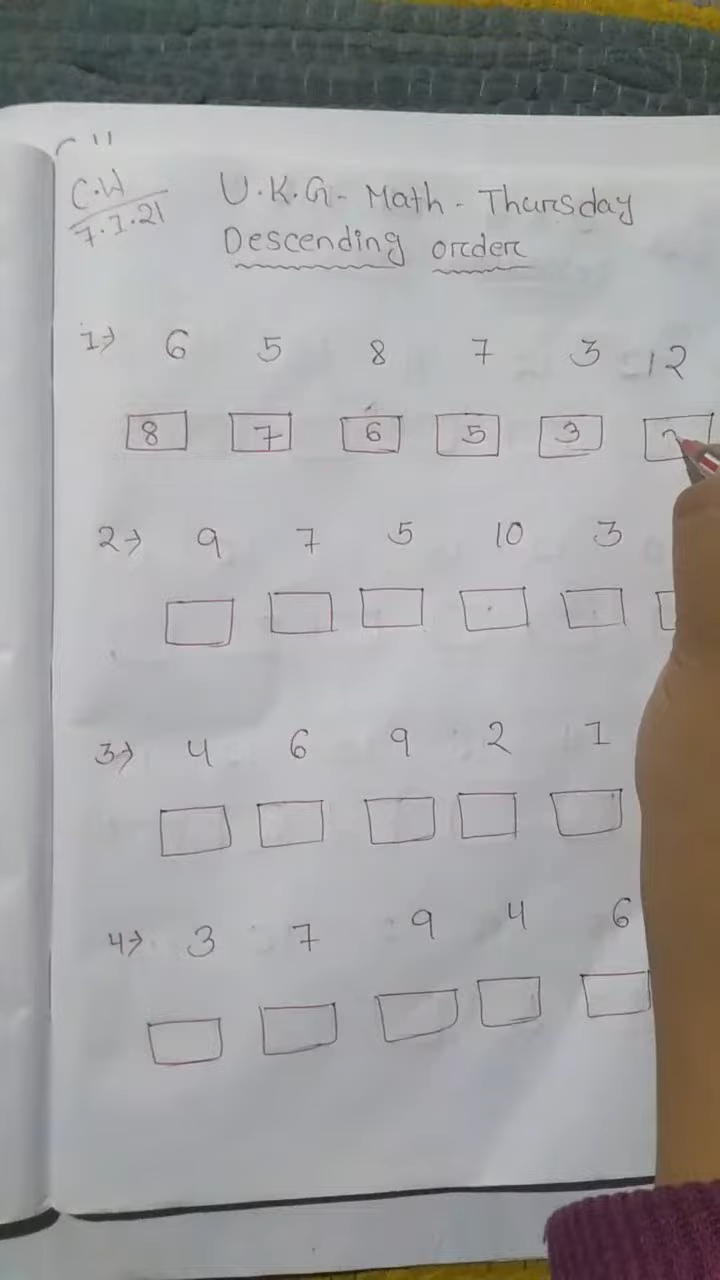 C.W
7.1.21
U.K.G- Math - Thursday
Descending order
1→ 6 5 8 7 3 2
8 7 6 5 3
2→ 9 7 5 10 3
3→ 4 6 9 2 1
4→ 3 7 9 4 6